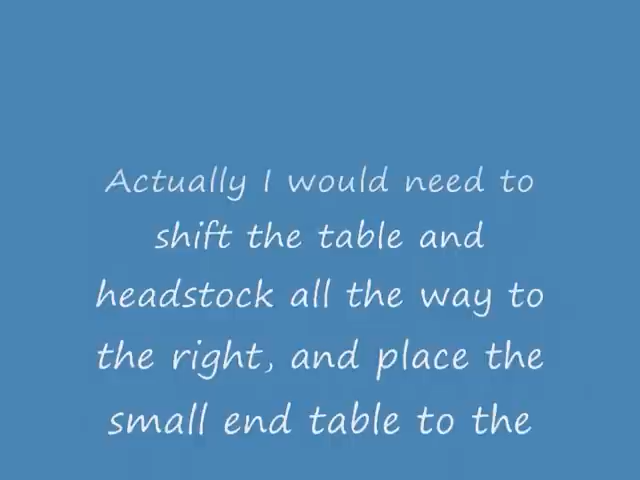 Actually I would need to
shift the table and
headstock all the way to
the right, and place the
small end table to the